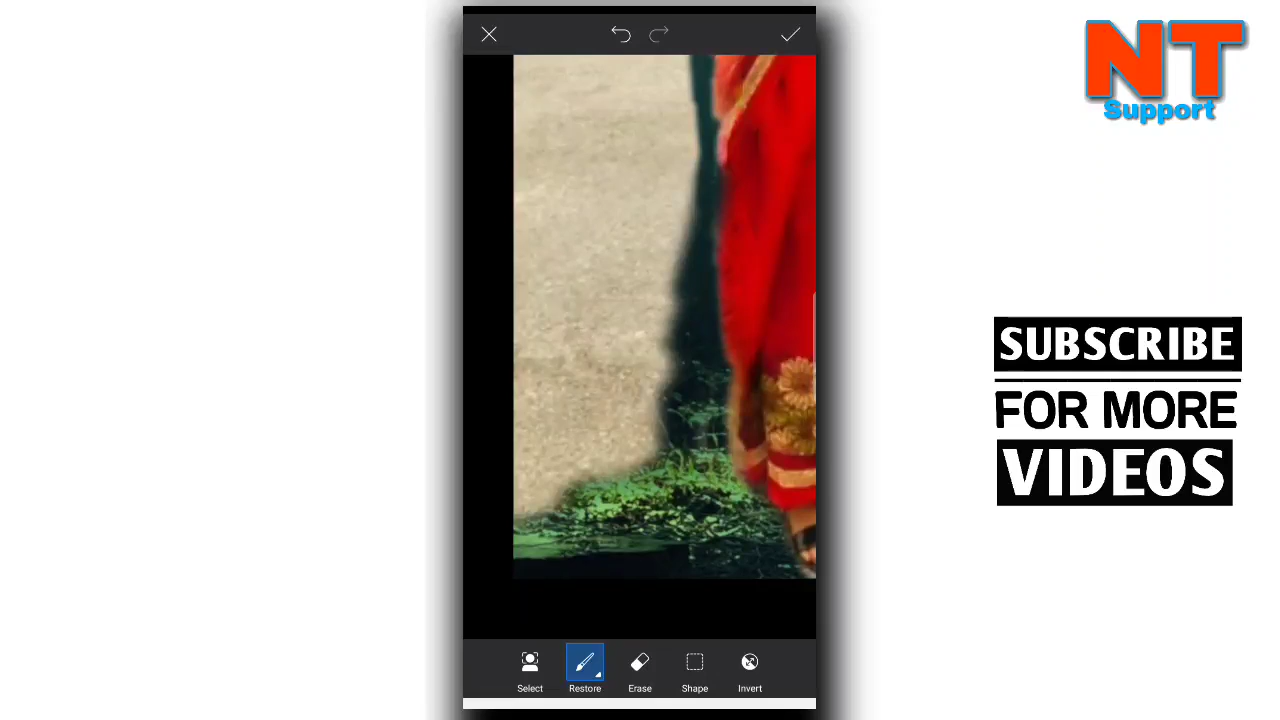 NT
Support
SUBSCRIBE
FOR MORE
VIDEOS
Select
Restore
Erase
Shape
Invert